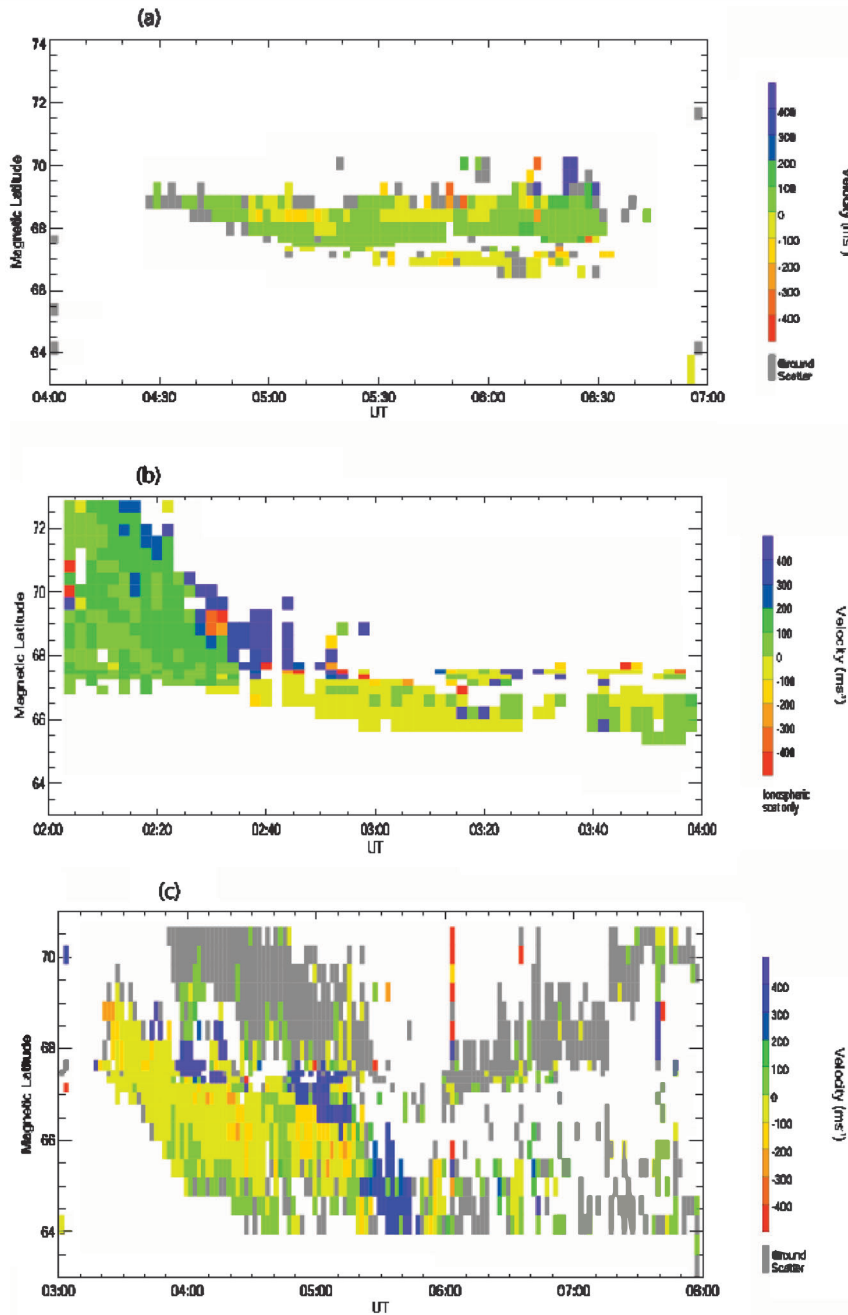 (a)
74
72
70
68
66
64
Magnetic Latitude
04:00 04:30 05:00 05:30 06:00 06:30 07:00
UT
400
300
200
100
0
-100
-200
-300
-400
Velocity (ms⁻¹)
Ground
Scatter
(b)
72
70
68
66
64
Magnetic Latitude
02:00 02:20 02:40 03:00 03:20 03:40 04:00
UT
400
300
200
100
0
-100
-200
-300
-400
Velocity (ms⁻¹)
Ionospheric
scat only
(c)
70
68
66
64
Magnetic Latitude
03:00 04:00 05:00 06:00 07:00 08:00
UT
400
300
200
100
0
-100
-200
-300
-400
Velocity (ms⁻¹)
Ground
Scatter